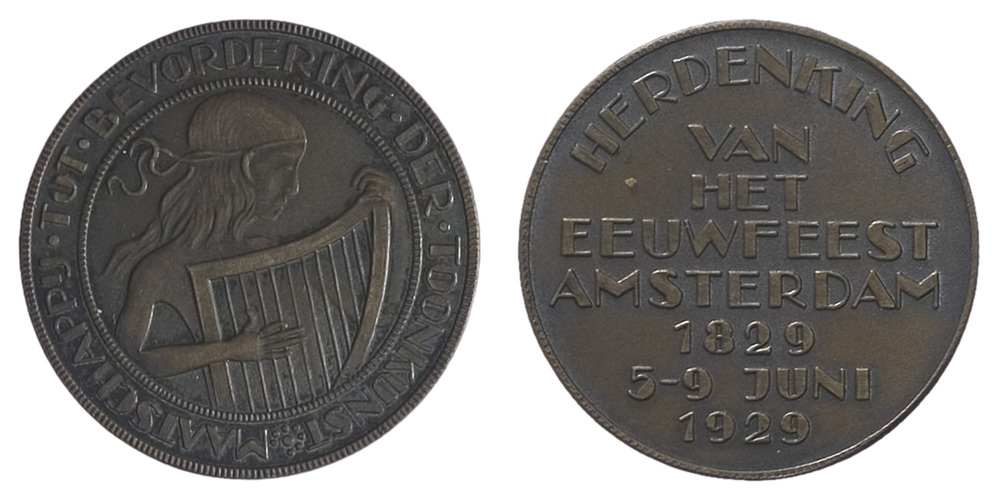 MAATSCHAPPIJ · TOT · BEVORDERING · DER · TOONKUNST
HERDENKING
VAN
HET
EEUWFEEST
AMSTERDAM
1829
5-9 JUNI
1929